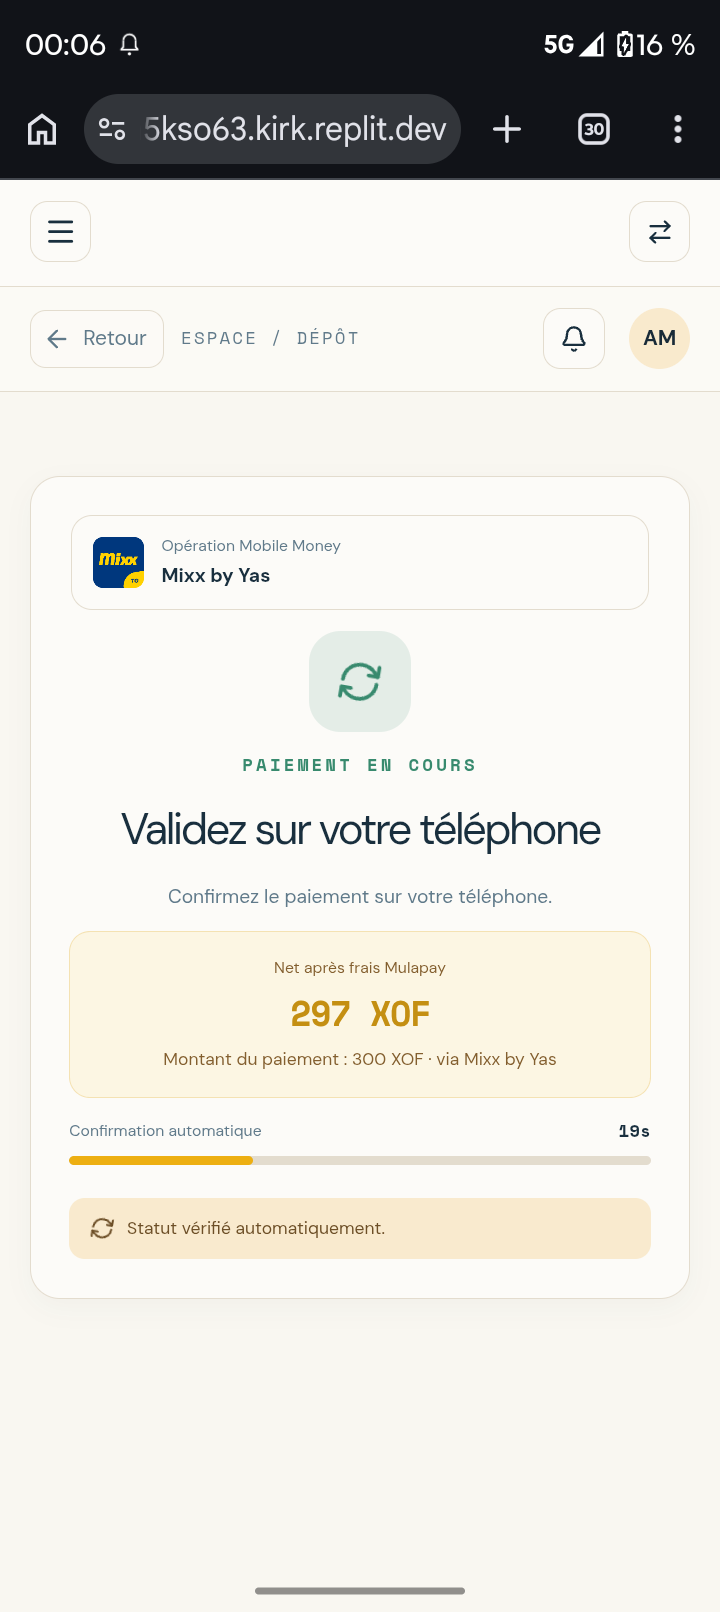 00:06
5G
16 %
5kso63.kirk.replit.dev
30
Retour
ESPACE / DÉPÔT
AM
mixx
TG
Opération Mobile Money
Mixx by Yas
PAIEMENT EN COURS
Validez sur votre téléphone
Confirmez le paiement sur votre téléphone.
Net après frais Mulapay
297 XOF
Montant du paiement : 300 XOF · via Mixx by Yas
Confirmation automatique
19s
Statut vérifié automatiquement.